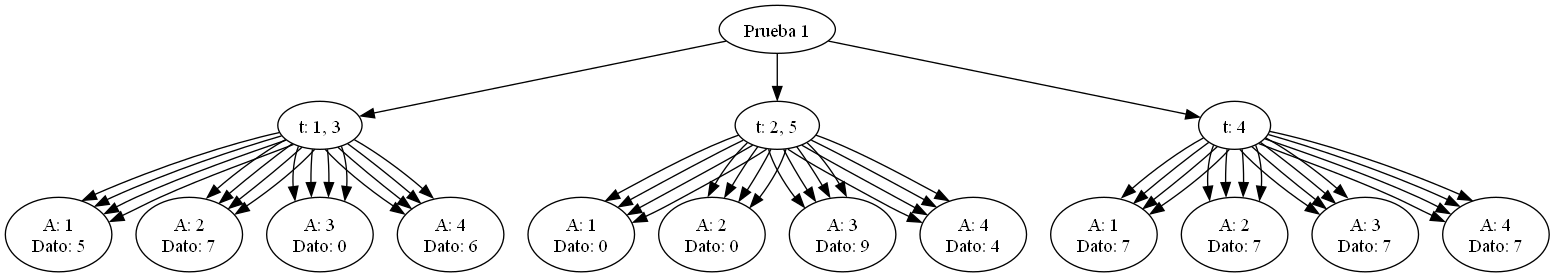 Prueba 1
t: 1, 3
t: 2, 5
t: 4
A: 1
Dato: 5
A: 2
Dato: 7
A: 3
Dato: 0
A: 4
Dato: 6
A: 1
Dato: 0
A: 2
Dato: 0
A: 3
Dato: 9
A: 4
Dato: 4
A: 1
Dato: 7
A: 2
Dato: 7
A: 3
Dato: 7
A: 4
Dato: 7